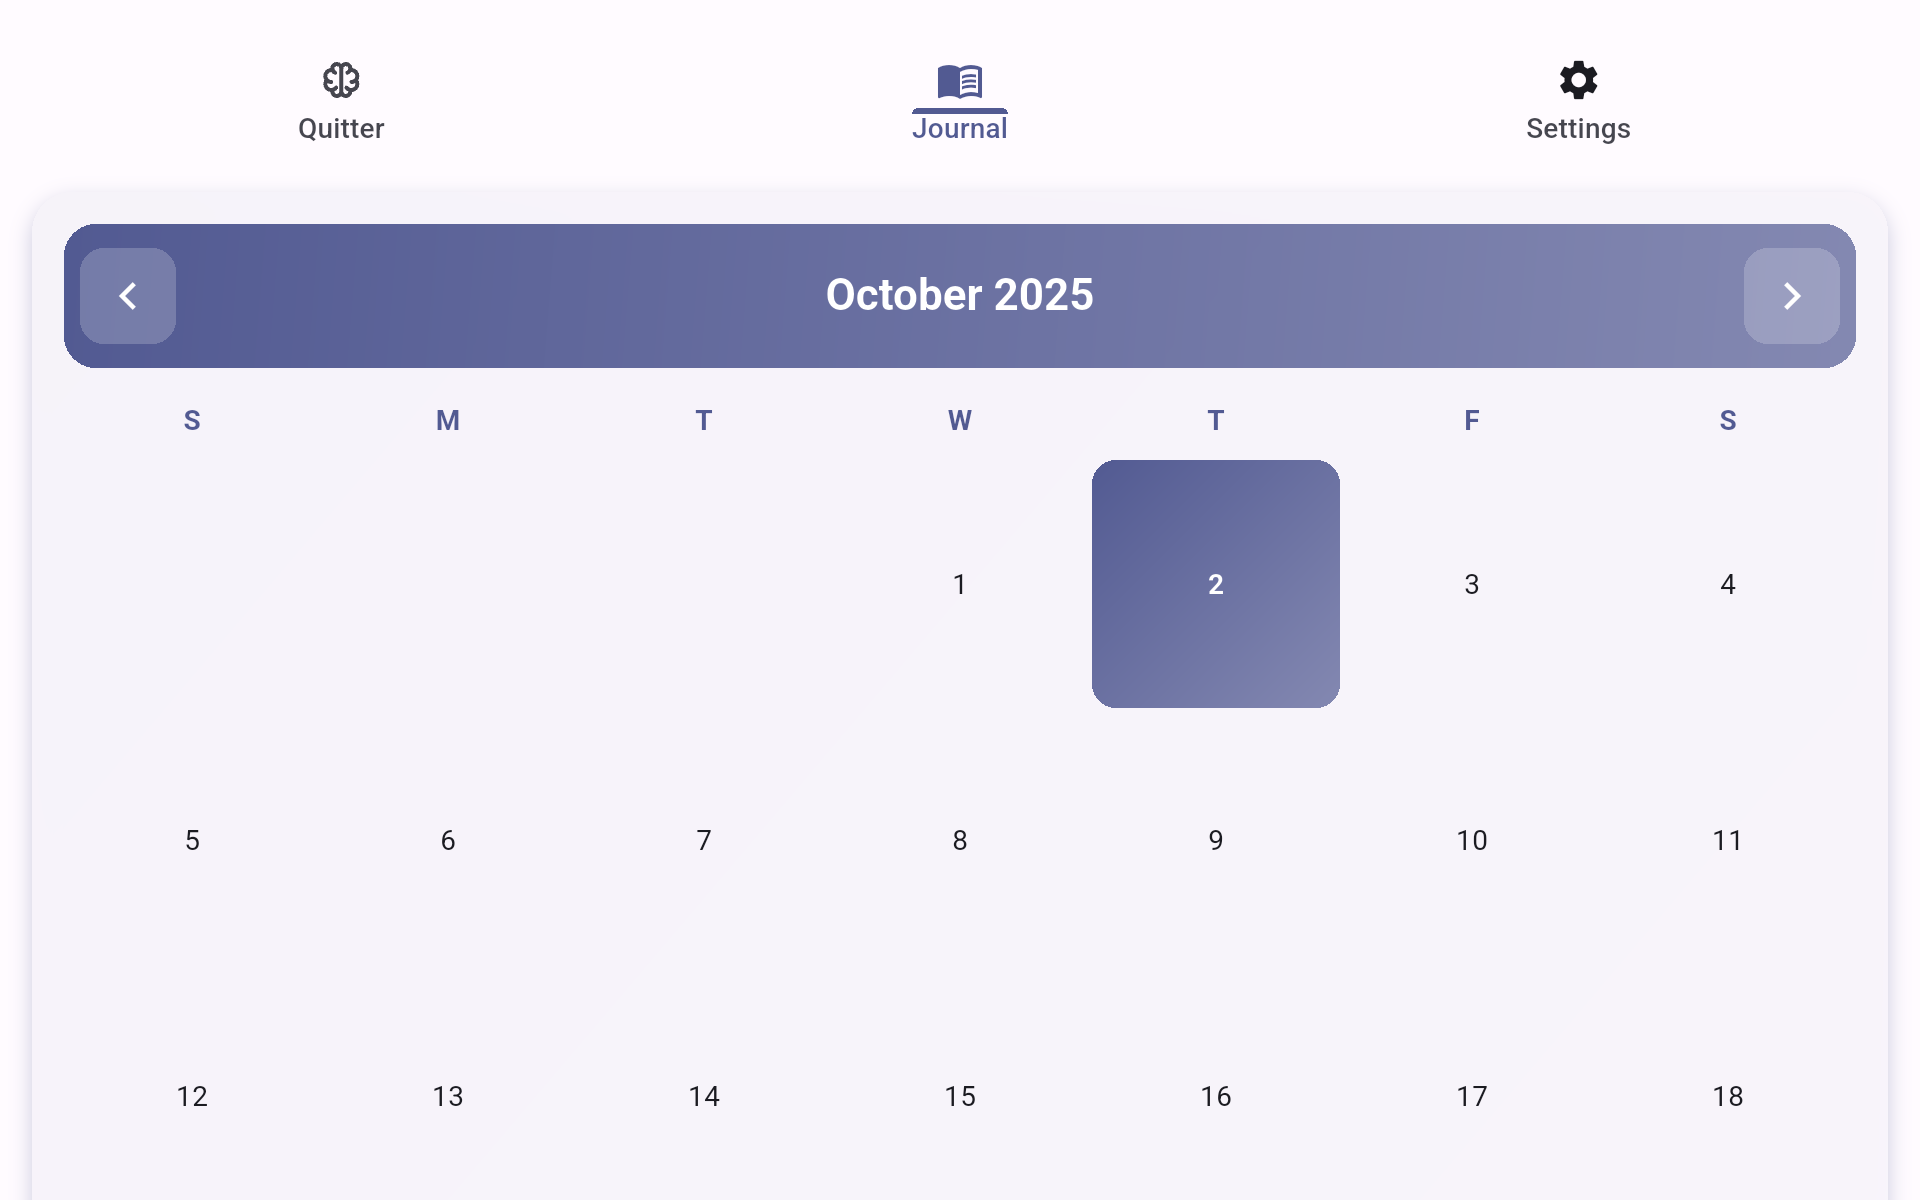 Quitter Journal Settings
October 2025
S M T W T F S
1 2 3 4
5 6 7 8 9 10 11
12 13 14 15 16 17 18